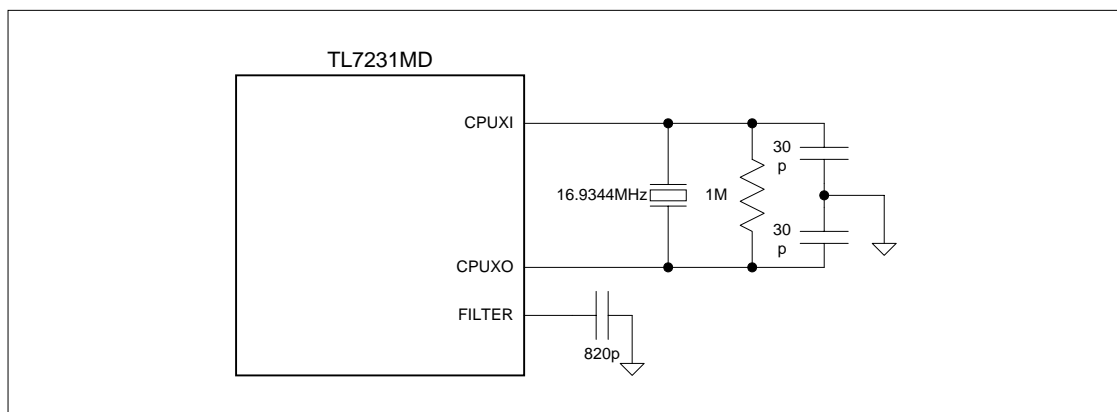 TL7231MD
CPUXI
30
p
16.9344MHz
1M
30
p
CPUXO
FILTER
820p